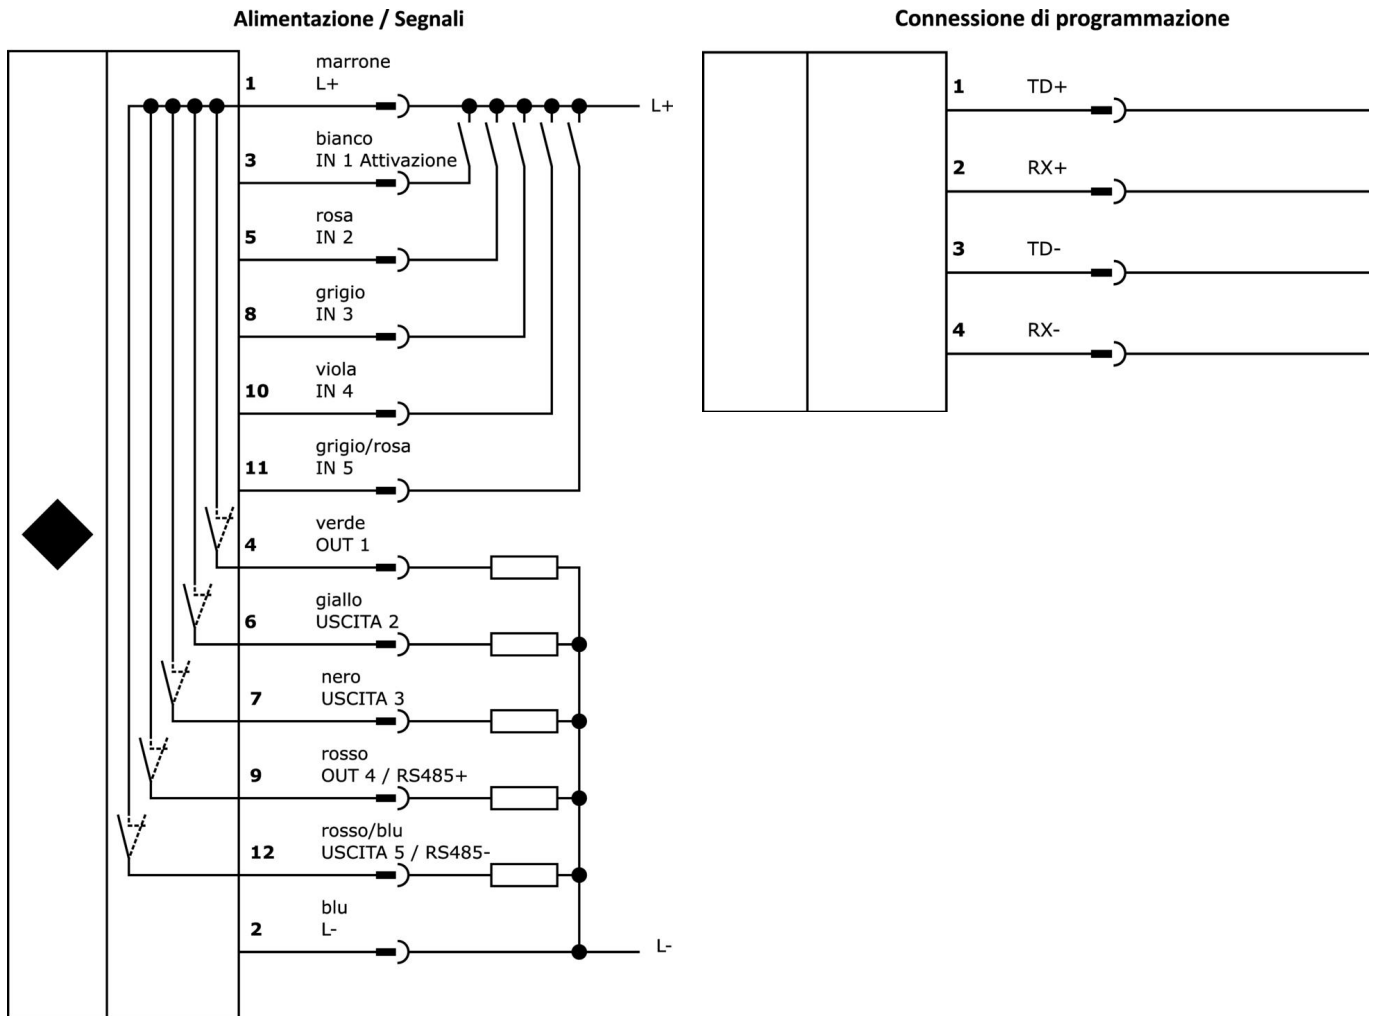 Alimentazione / Segnali
marrone
1 L+
L+
bianco
3 IN 1 Attivazione
rosa
5 IN 2
grigio
8 IN 3
viola
10 IN 4
grigio/rosa
11 IN 5
verde
4 OUT 1
giallo
6 USCITA 2
nero
7 USCITA 3
rosso
9 OUT 4 / RS485+
rosso/blu
12 USCITA 5 / RS485-
blu
2 L-
L-
Connessione di programmazione
1 TD+
2 RX+
3 TD-
4 RX-